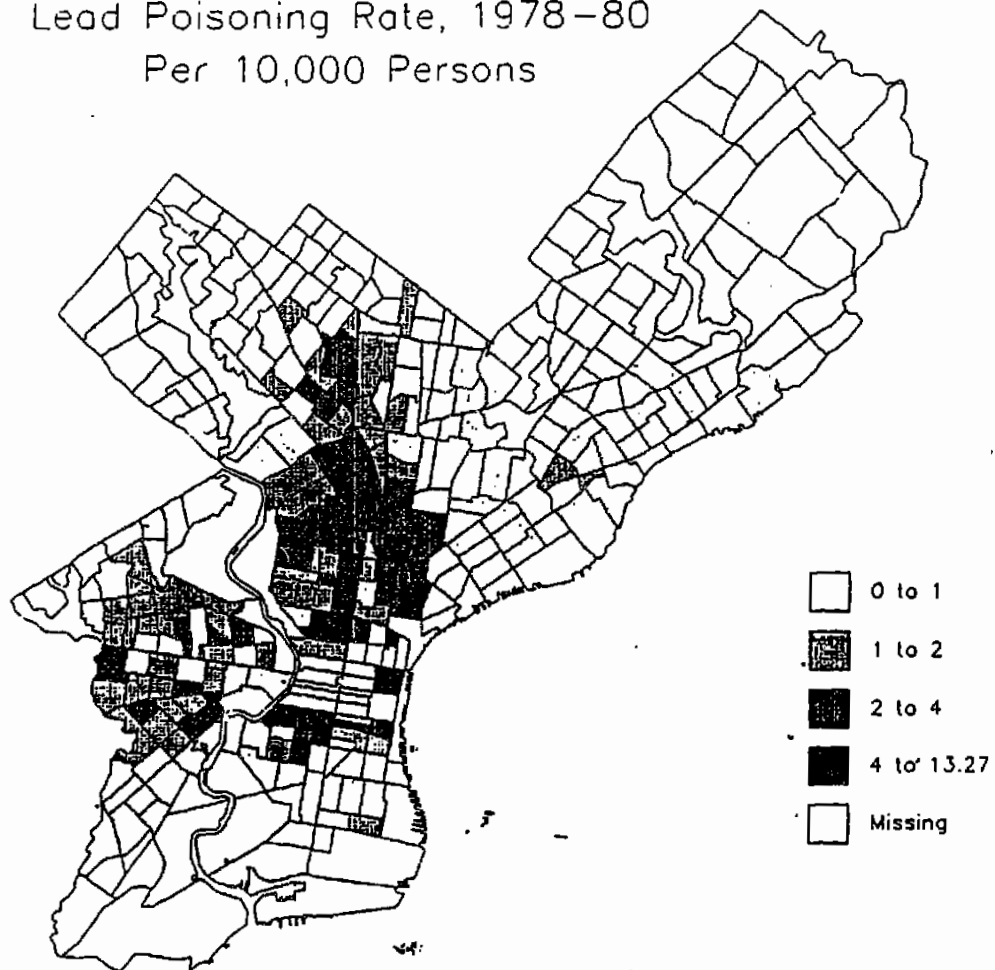 Lead Poisoning Rate, 1978-80
Per 10,000 Persons
0 to 1
1 to 2
2 to 4
4 to 13.27
Missing